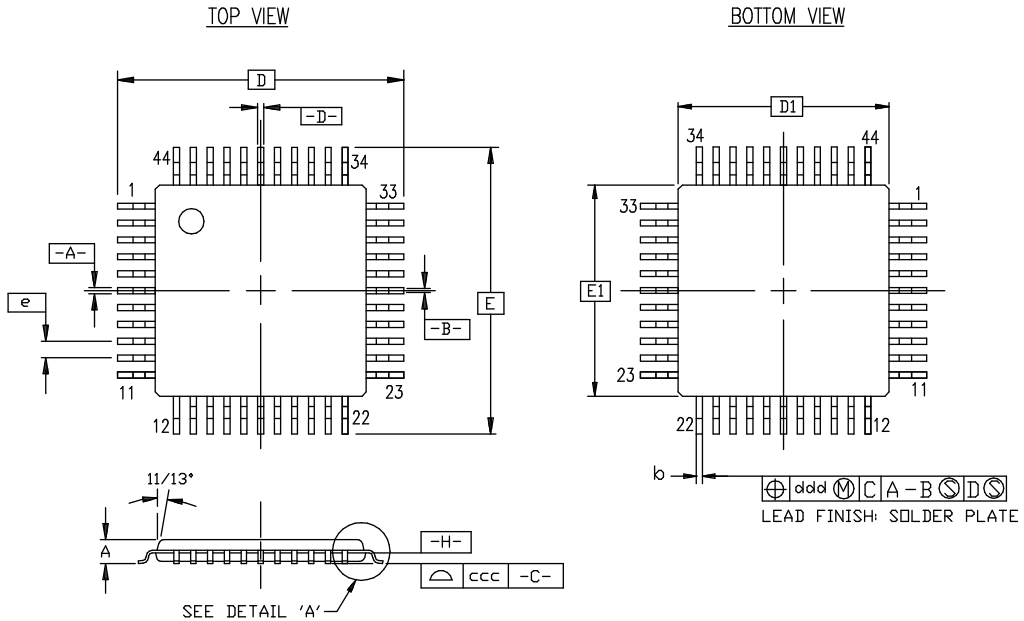 TOP VIEW
BOTTOM VIEW
D
-D-
D1
44
34
34
44
1
33
33
1
-A-
e
E
-B-
E1
11
23
23
11
12
22
22
12
b
ddd Ⓜ C A-B Ⓢ D Ⓢ
LEAD FINISH: SOLDER PLATE
11/13°
A
-H-
ccc -C-
SEE DETAIL 'A'